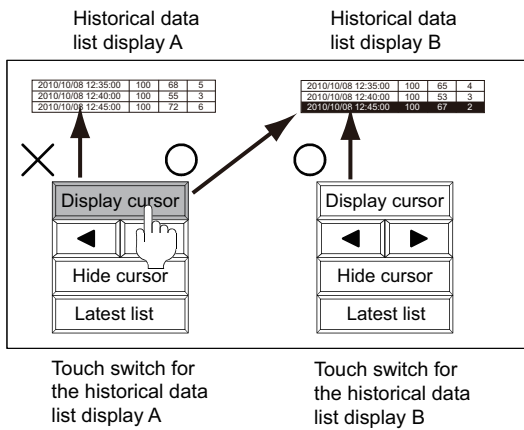 Historical data
list display A
Historical data
list display B
2010/10/08 12:35:00 100 68 5
2010/10/08 12:40:00 100 55 3
2010/10/08 12:45:00 100 72 6
2010/10/08 12:35:00 100 65 4
2010/10/08 12:40:00 100 53 3
2010/10/08 12:45:00 100 67 2
Display cursor
Hide cursor
Latest list
Display cursor
Hide cursor
Latest list
Touch switch for
the historical data
list display A
Touch switch for
the historical data
list display B